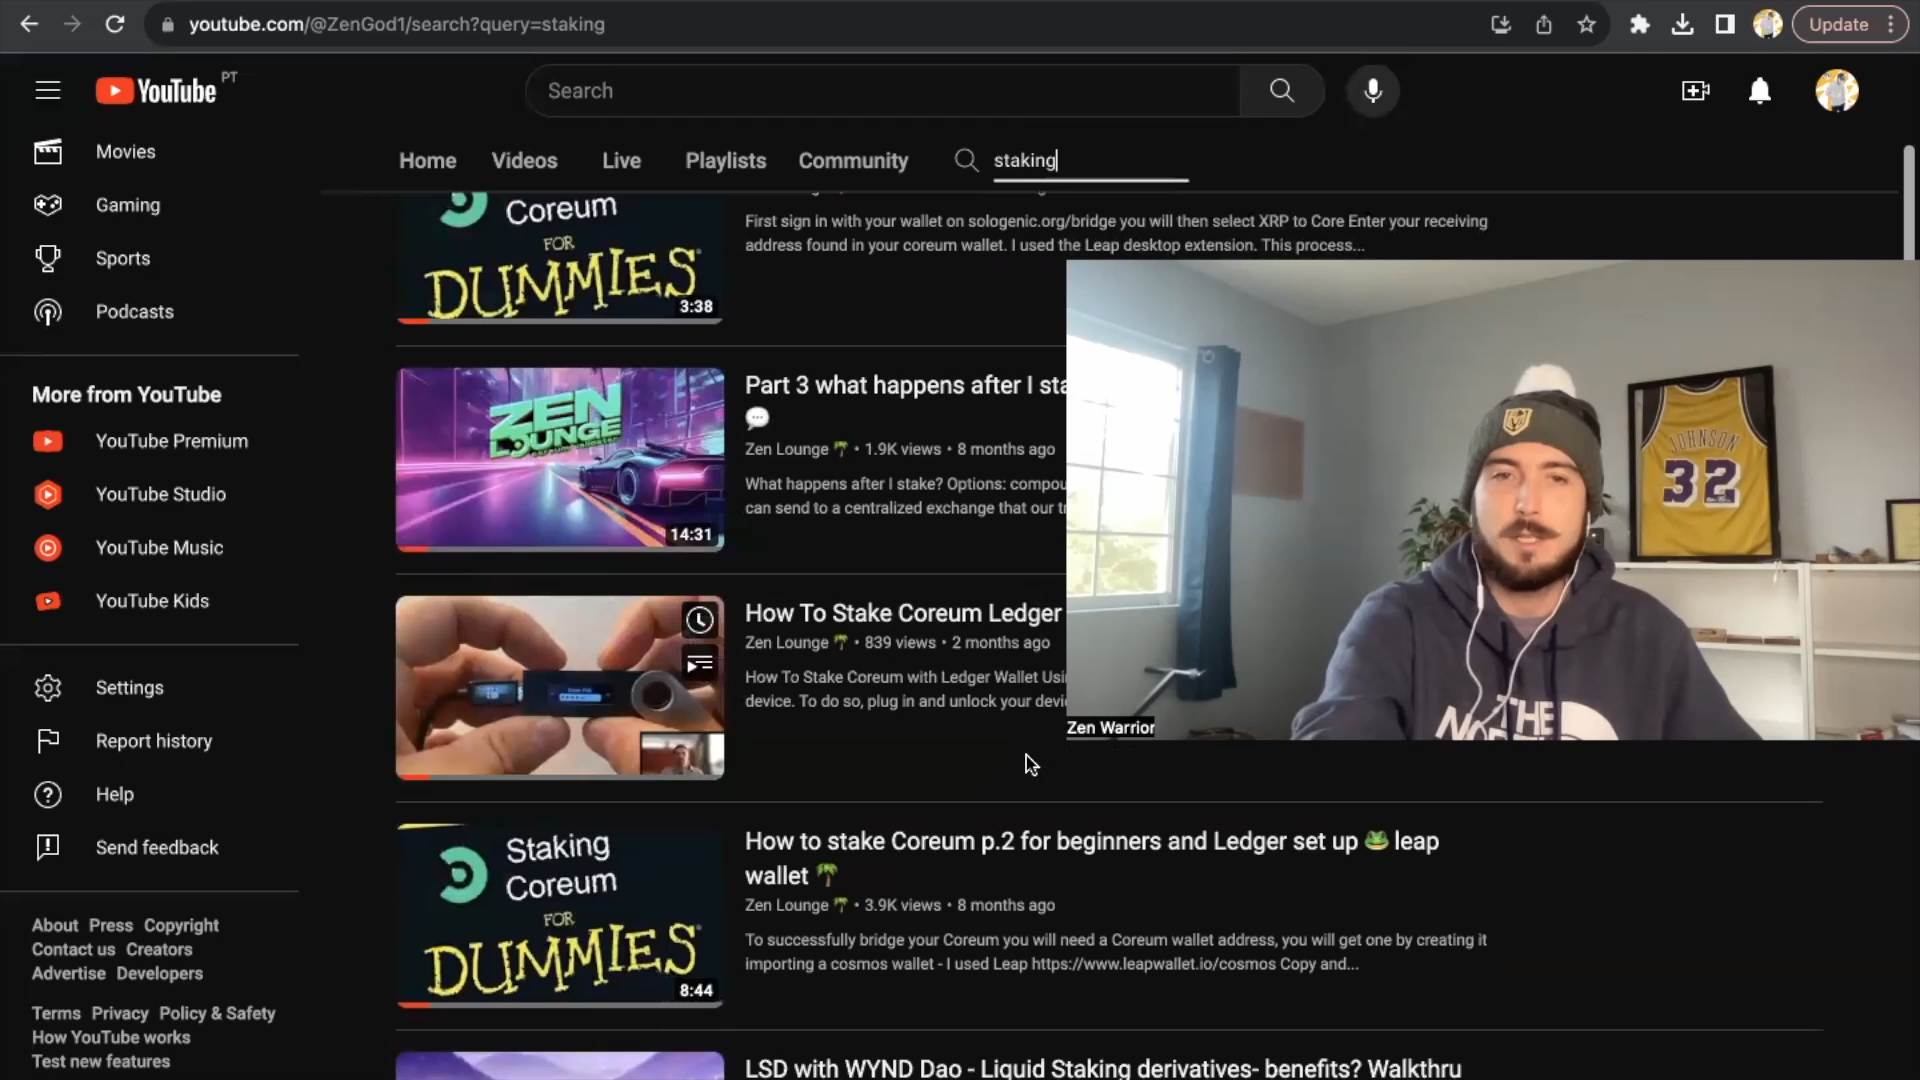 youtube.com/@ZenGod1/search?query=staking
Update
YouTube PT
Search
Movies
Gaming
Sports
Podcasts
More from YouTube
YouTube Premium
YouTube Studio
YouTube Music
YouTube Kids
Settings
Report history
Help
Send feedback
About Press Copyright
Contact us Creators
Advertise Developers
Terms Privacy Policy & Safety
How YouTube works
Test new features
Home Videos Live Playlists Community staking
Coreum
FOR
DUMMIES
3:38
First sign in with your wallet on sologenic.org/bridge you will then select XRP to Core Enter your receiving
address found in your coreum wallet. I used the Leap desktop extension. This process...
ZEN
LOUNGE
14:31
Part 3 what happens after I sta
💬
Zen Lounge 🌴 • 1.9K views • 8 months ago
What happens after I stake? Options: compou
can send to a centralized exchange that our tr
How To Stake Coreum Ledger
Zen Lounge 🌴 • 839 views • 2 months ago
How To Stake Coreum with Ledger Wallet Usi
device. To do so, plug in and unlock your devi
JOHNSON
32
THE
NORTH
Zen Warrior
Staking
Coreum
FOR
DUMMIES
8:44
How to stake Coreum p.2 for beginners and Ledger set up 🐸 leap
wallet 🌴
Zen Lounge 🌴 • 3.9K views • 8 months ago
To successfully bridge your Coreum you will need a Coreum wallet address, you will get one by creating it
importing a cosmos wallet - I used Leap https://www.leapwallet.io/cosmos Copy and...
LSD with WYND Dao - Liquid Staking derivatives- benefits? Walkthru